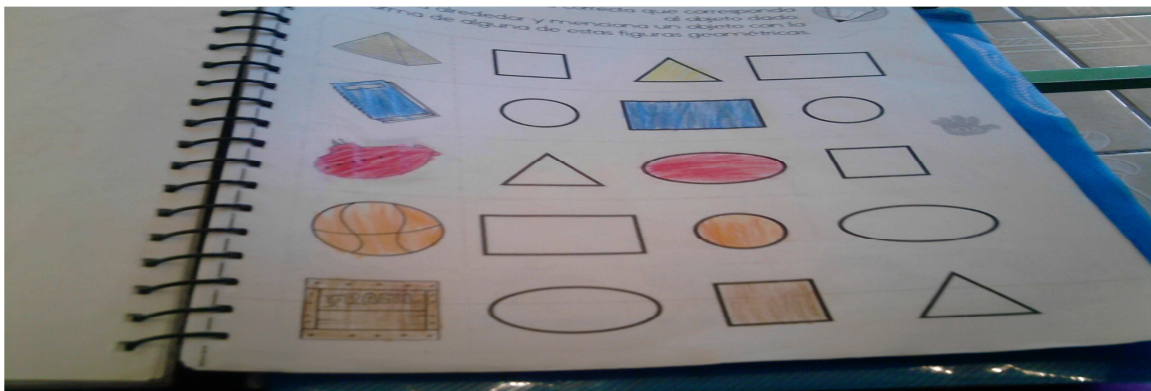 correcta que corresponda
al objeto dado.
alrededor y menciona un objeto con la
forma de alguna de estas figuras geométricas.
FRAGIL